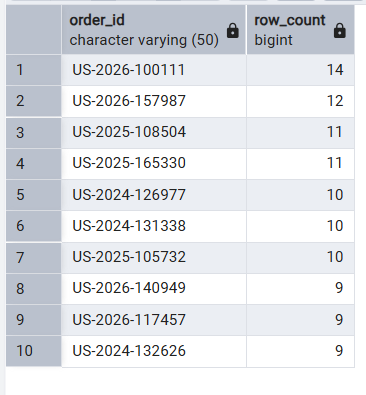 order_id row_count
character varying (50) bigint
1 US-2026-100111 14
2 US-2026-157987 12
3 US-2025-108504 11
4 US-2025-165330 11
5 US-2024-126977 10
6 US-2024-131338 10
7 US-2025-105732 10
8 US-2026-140949 9
9 US-2026-117457 9
10 US-2024-132626 9